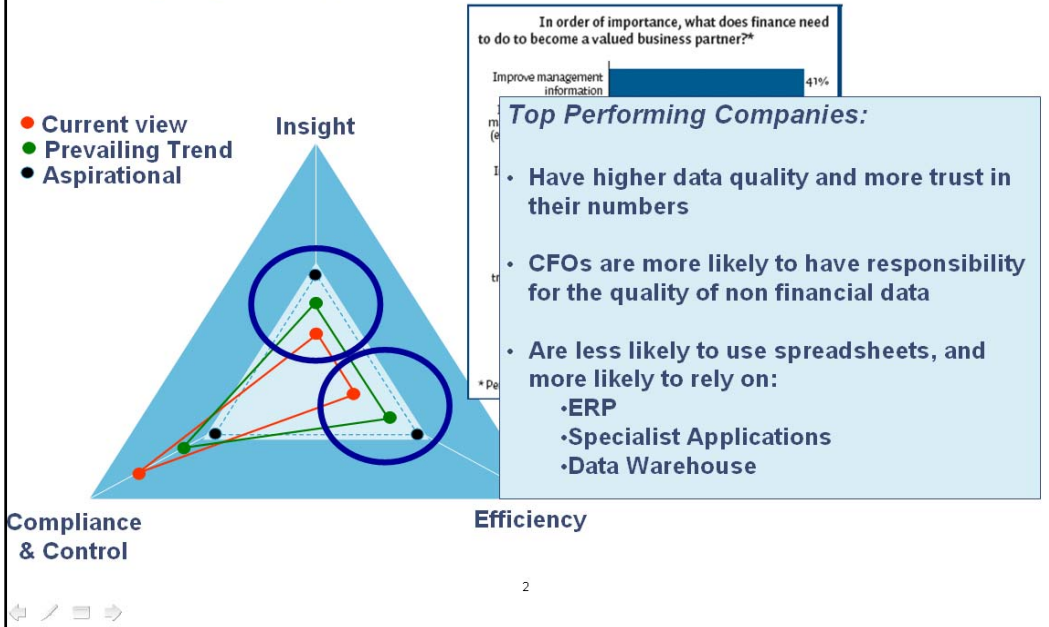 In order of importance, what does finance need
to do to become a valued business partner?*
Improve management
information
41%
• Current view
• Prevailing Trend
• Aspirational
Insight
Top Performing Companies:
• Have higher data quality and more trust in
their numbers
• CFOs are more likely to have responsibility
for the quality of non financial data
• Are less likely to use spreadsheets, and
more likely to rely on:
•ERP
•Specialist Applications
•Data Warehouse
Compliance
& Control
Efficiency
2